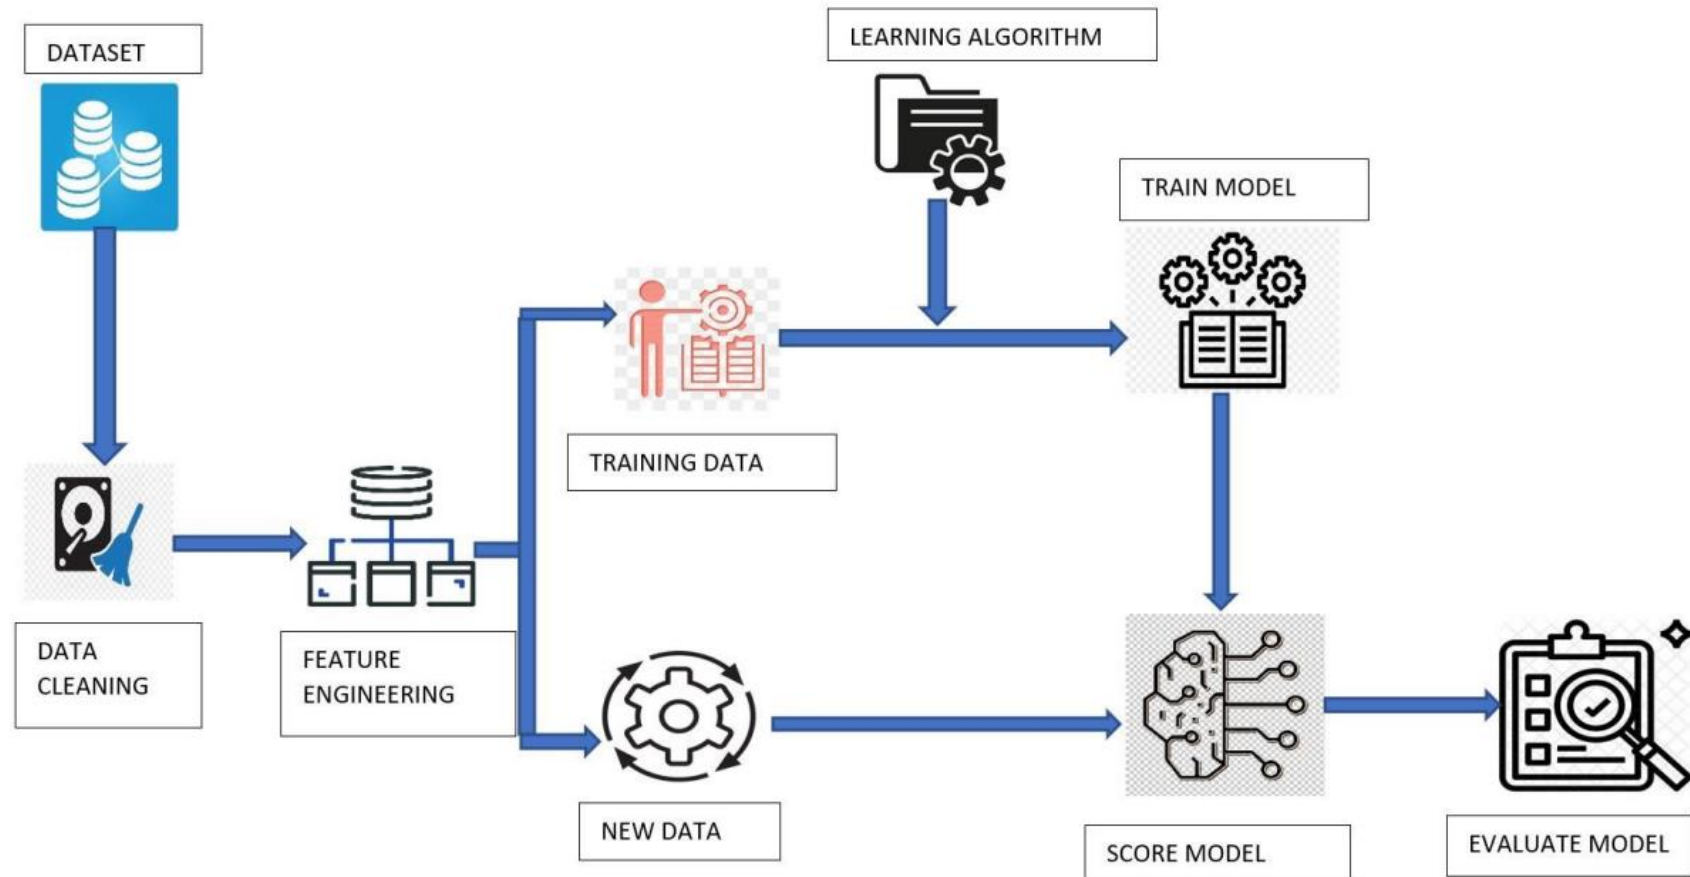 DATASET
LEARNING ALGORITHM
TRAIN MODEL
TRAINING DATA
DATA
CLEANING
FEATURE
ENGINEERING
NEW DATA
SCORE MODEL
EVALUATE MODEL